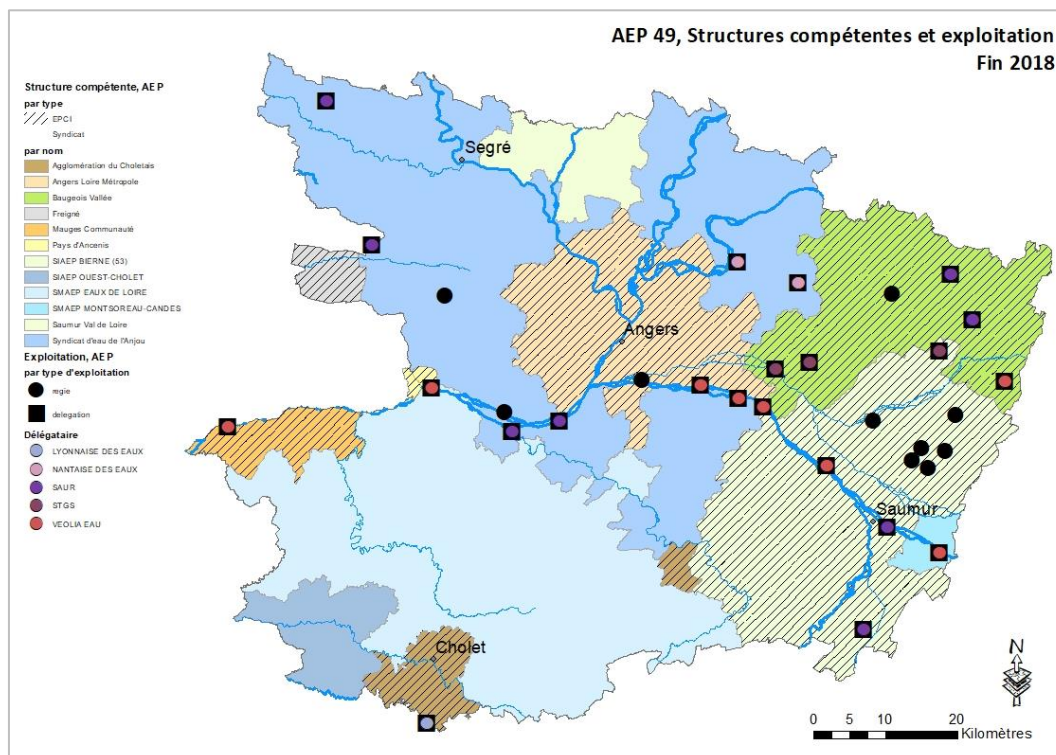 AEP 49, Structures compétentes et exploitation
Fin 2018
Structure compétente, AEP
par type
EPCI
Syndicat
par nom
Agglomération du Choletais
Angers Loire Métropole
Baugeois Vallée
Freigné
Mauges Communauté
Pays d'Ancenis
SIAEP BIERNE (53)
SIAEP OUEST-CHOLET
SMAEP EAUX DE LOIRE
SMAEP MONTSOREAU-CANDES
Saumur Val de Loire
Syndicat d'eau de l'Anjou
Exploitation, AEP
par type d'exploitation
regie
delegation
Délégataire
LYONNAISE DES EAUX
NANTAISE DES EAUX
SAUR
STGS
VEOLIA EAU
Segré
Angers
Saumur
Cholet
N
0 5 10 20
Kilomètres